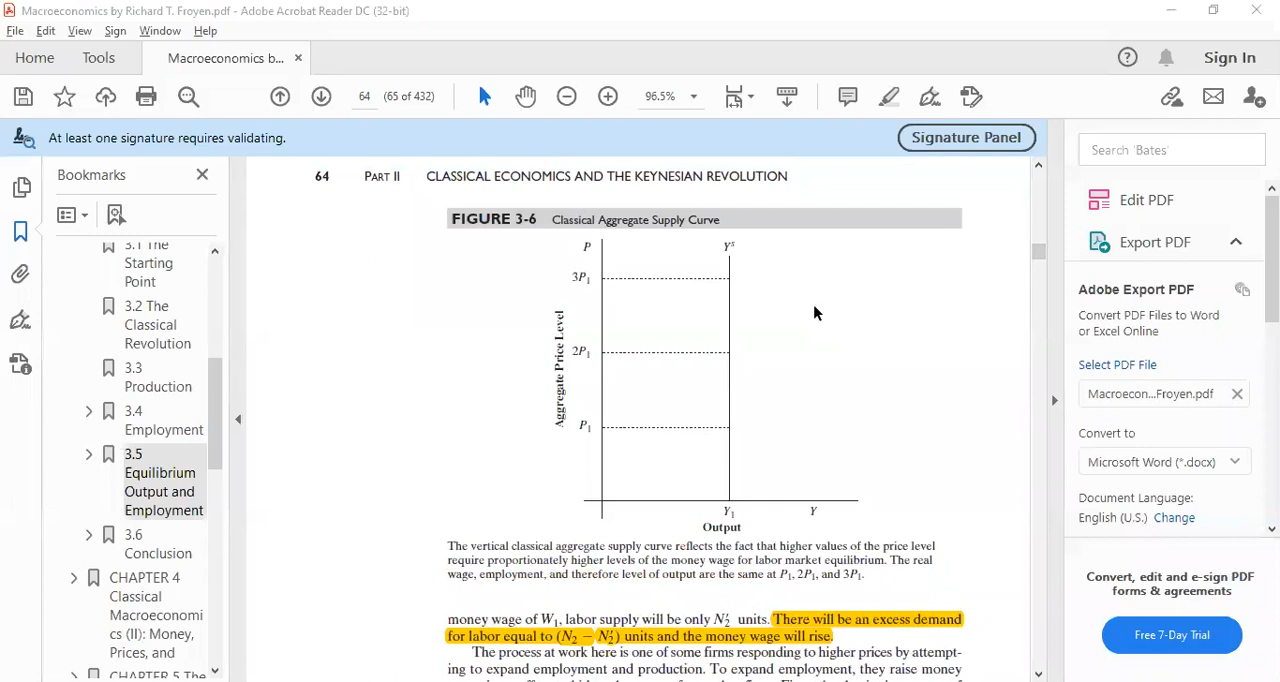 Macroeconomics by Richard T. Froyen.pdf - Adobe Acrobat Reader DC (32-bit)
File Edit View Sign Window Help
Home Tools Macroeconomics b... × Sign In
64 (65 of 432) 96.5%
At least one signature requires validating. Signature Panel
Bookmarks
3.1 The
Starting
Point
3.2 The
Classical
Revolution
3.3
Production
3.4
Employment
3.5
Equilibrium
Output and
Employment
3.6
Conclusion
CHAPTER 4
Classical
Macroeconomi
cs (II): Money,
Prices, and
CHAPTER 5 The
64 PART II CLASSICAL ECONOMICS AND THE KEYNESIAN REVOLUTION
FIGURE 3-6 Classical Aggregate Supply Curve
P Yˢ
3P₁
2P₁
P₁
Aggregate Price Level
Y₁ Y
Output
The vertical classical aggregate supply curve reflects the fact that higher values of the price level
require proportionately higher levels of the money wage for labor market equilibrium. The real
wage, employment, and therefore level of output are the same at P₁, 2P₁, and 3P₁.
money wage of W₁, labor supply will be only N₂′ units. There will be an excess demand
for labor equal to (N₂ − N₂′) units and the money wage will rise.
The process at work here is one of some firms responding to higher prices by attempt-
ing to expand employment and production. To expand employment, they raise money
Search 'Bates'
Edit PDF
Export PDF
Adobe Export PDF
Convert PDF Files to Word
or Excel Online
Select PDF File
Macroecon...Froyen.pdf
Convert to
Microsoft Word (*.docx)
Document Language:
English (U.S.) Change
Convert, edit and e-sign PDF
forms & agreements
Free 7-Day Trial